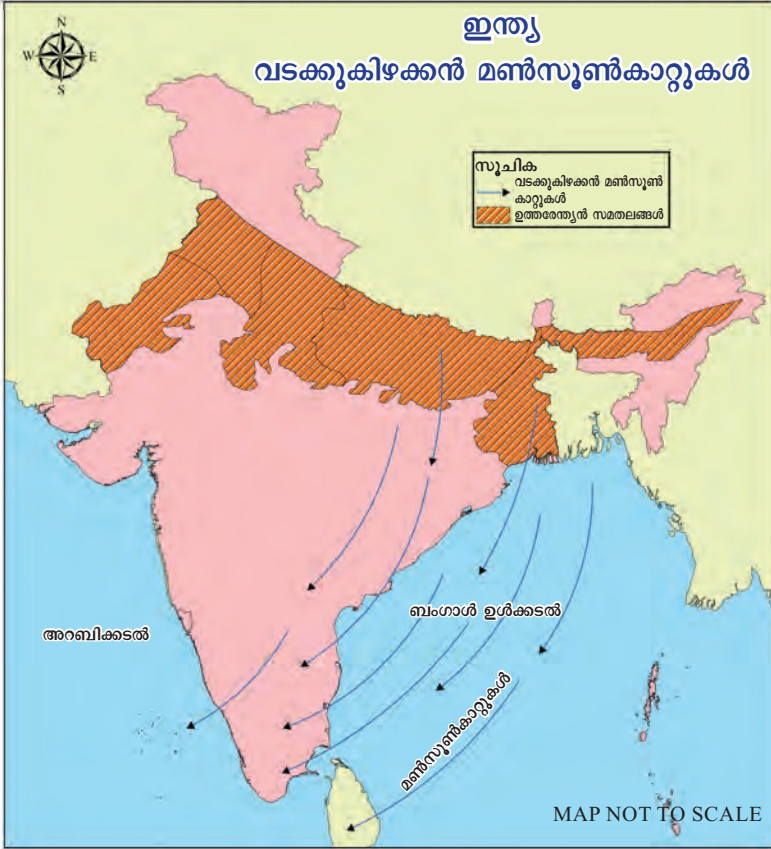 ഇന്ത്യ
വടക്കുകിഴക്കൻ മൺസൂൺകാറ്റുകൾ
N
W E
S
സൂചിക
വടക്കുകിഴക്കൻ മൺസൂൺ
കാറ്റുകൾ
ഉത്തരേന്ത്യൻ സമതലങ്ങൾ
ബംഗാൾ ഉൾക്കടൽ
അറബിക്കടൽ
മൺസൂൺകാറ്റുകൾ
MAP NOT TO SCALE